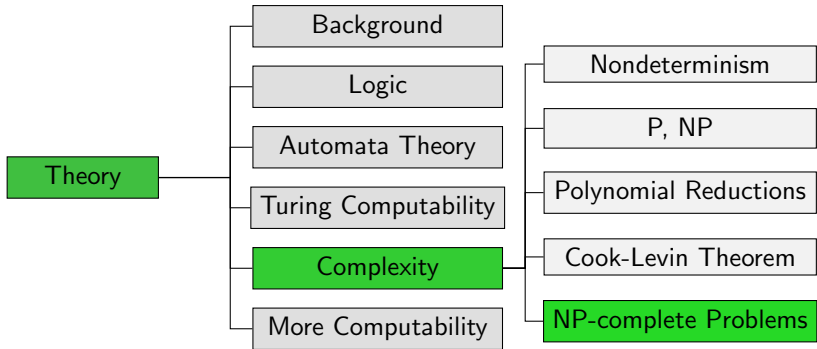 Theory
Background
Logic
Automata Theory
Turing Computability
Complexity
More Computability
Nondeterminism
P, NP
Polynomial Reductions
Cook-Levin Theorem
NP-complete Problems